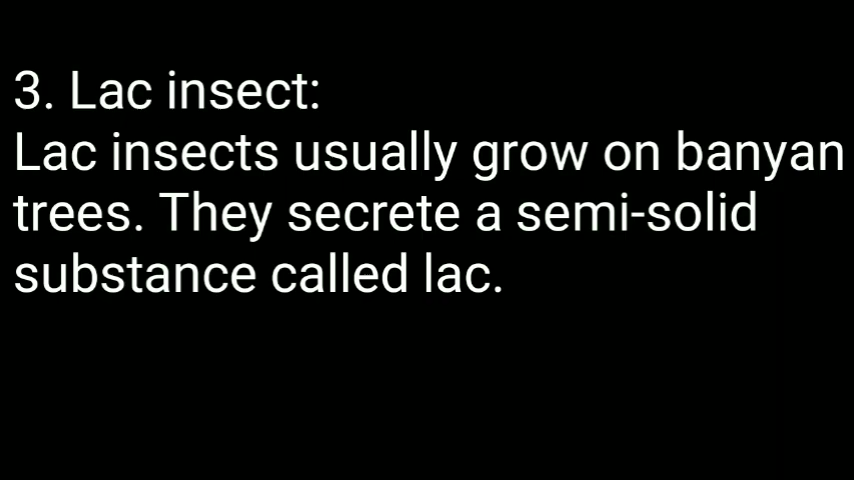 3. Lac insect:
Lac insects usually grow on banyan
trees. They secrete a semi-solid
substance called lac.